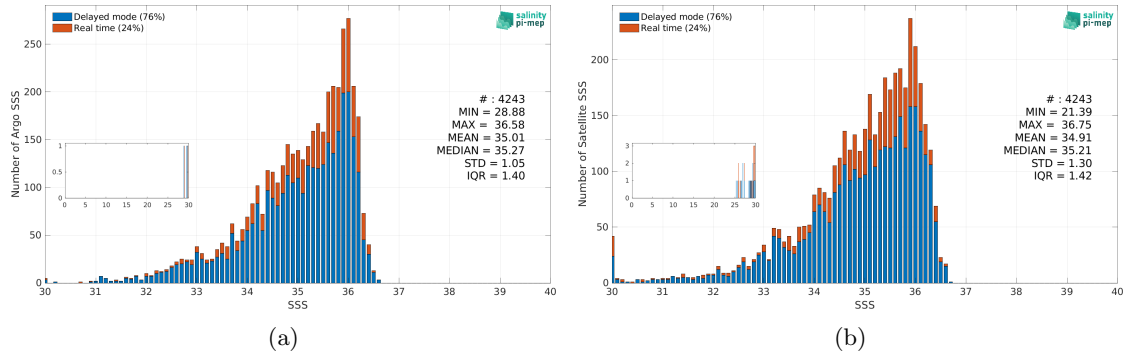 Delayed mode (76%)
Real time (24%)
salinity
pi-mep
# : 4243
MIN = 28.88
MAX = 36.58
MEAN = 35.01
MEDIAN = 35.27
STD = 1.05
IQR = 1.40
Number of Argo SSS
250
200
150
100
50
0
1
0.5
0
0 5 10 15 20 25 30
30 31 32 33 34 35 36 37 38 39 40
SSS
(a)
Delayed mode (76%)
Real time (24%)
salinity
pi-mep
# : 4243
MIN = 21.39
MAX = 36.75
MEAN = 34.91
MEDIAN = 35.21
STD = 1.30
IQR = 1.42
Number of Satellite SSS
200
150
100
50
0
3
2
1
0
0 5 10 15 20 25 30
30 31 32 33 34 35 36 37 38 39 40
SSS
(b)